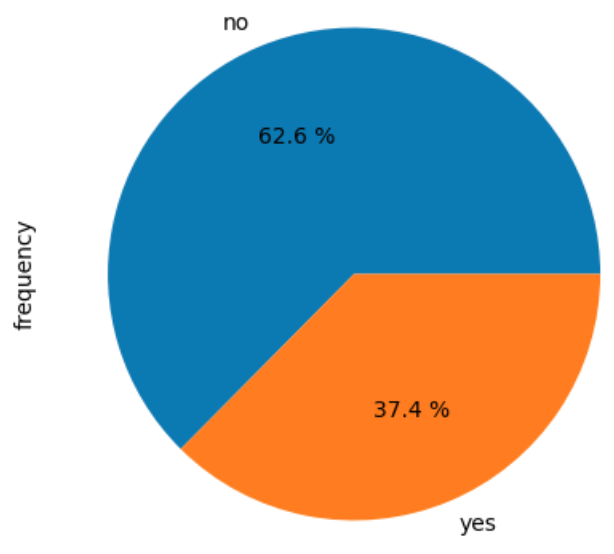 no
62.6 %
frequency
37.4 %
yes